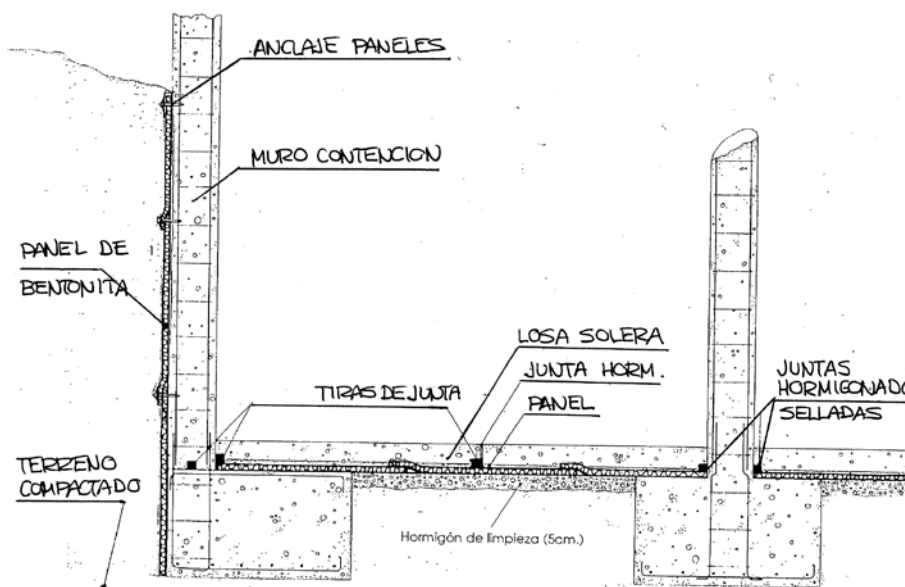 ANCLAJE PANELES
MURO CONTENCION
PANEL DE
BENTONITA
LOSA SOLERA
JUNTA HORM.
PANEL
TIRAS DE JUNTA
JUNTAS
HORMIGONADO
SELLADAS
TERRENO
COMPACTADO
Hormigón de limpieza (5cm.)